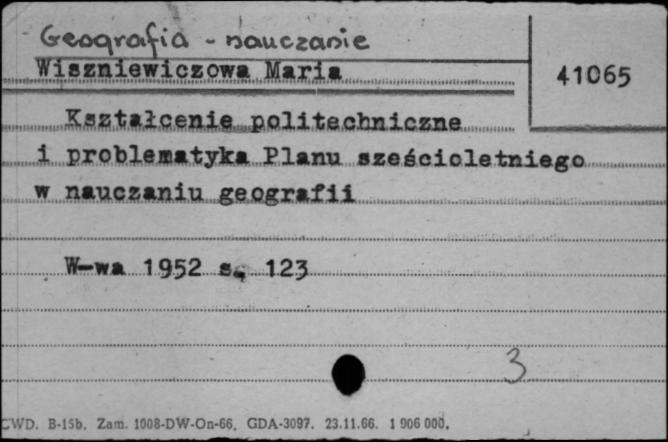 Geografia - nauczanie
Wiszniewiczowa Maria
41065
Kształcenie politechniczne
i problematyka Planu sześcioletniego
w nauczaniu geografii
W-wa 1952 s. 123
3
CWD. B-15b. Zam. 1008-DW-On-66. GDA-3097. 23.11.66. 1 906 000.